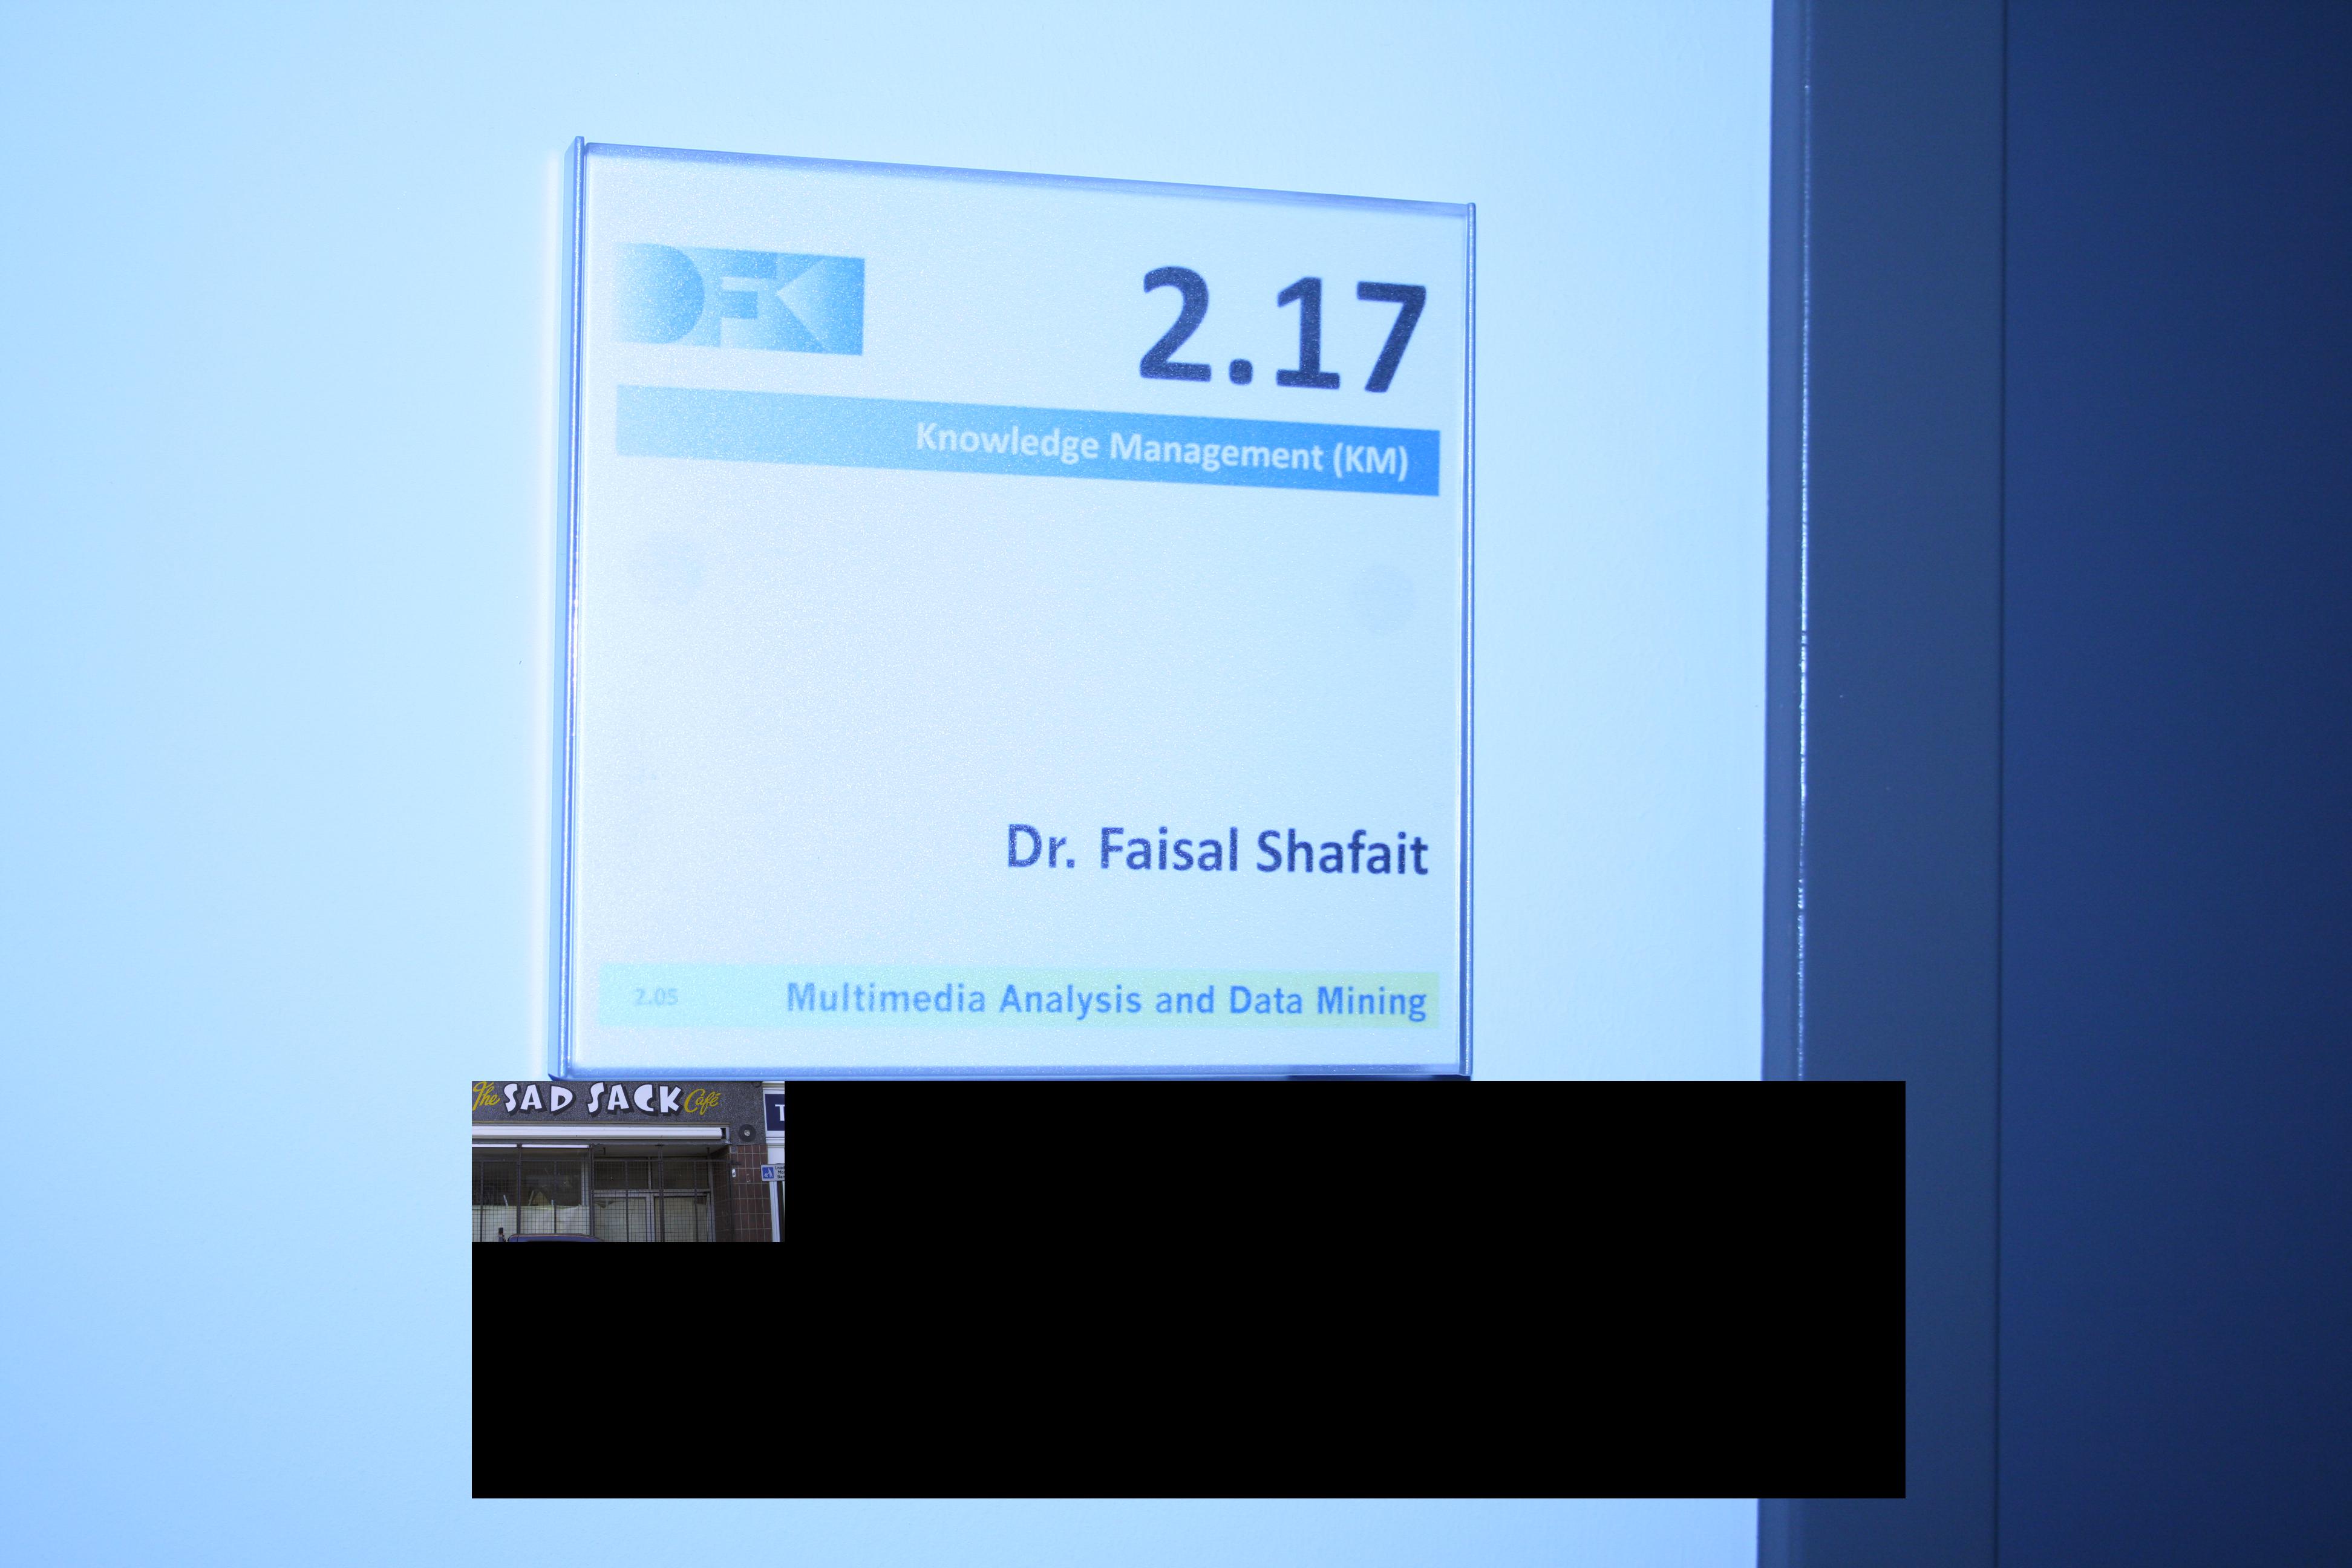 DFK
2.17
Knowledge Management (KM)
Dr. Faisal Shafait
2.05 Multimedia Analysis and Data Mining
The SAD SACK Café